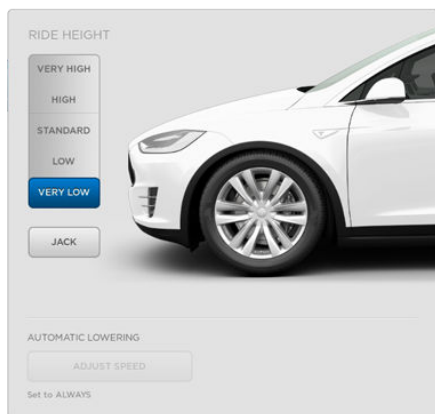 RIDE HEIGHT
VERY HIGH
HIGH
STANDARD
LOW
VERY LOW
JACK
AUTOMATIC LOWERING
ADJUST SPEED
Set to ALWAYS